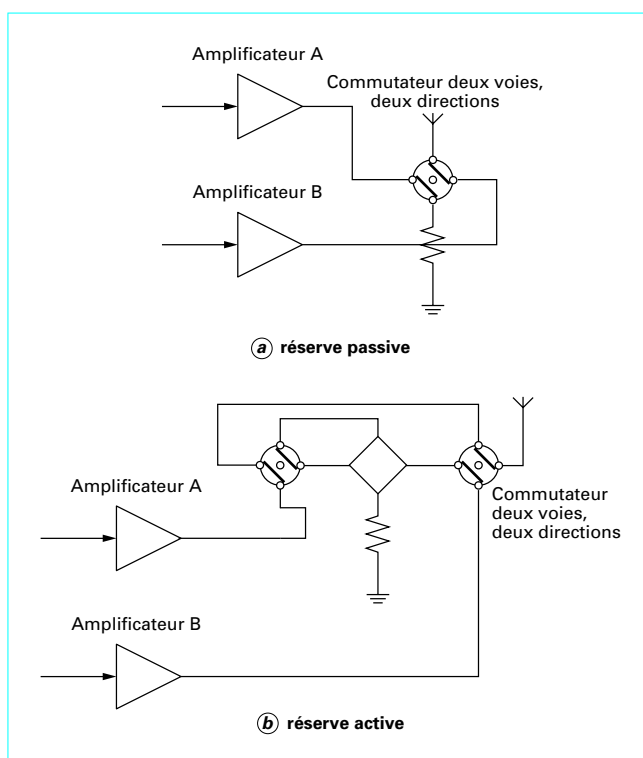 Amplificateur A
Commutateur deux voies,
deux directions
Amplificateur B
a réserve passive
Amplificateur A
Commutateur
deux voies,
deux directions
Amplificateur B
b réserve active